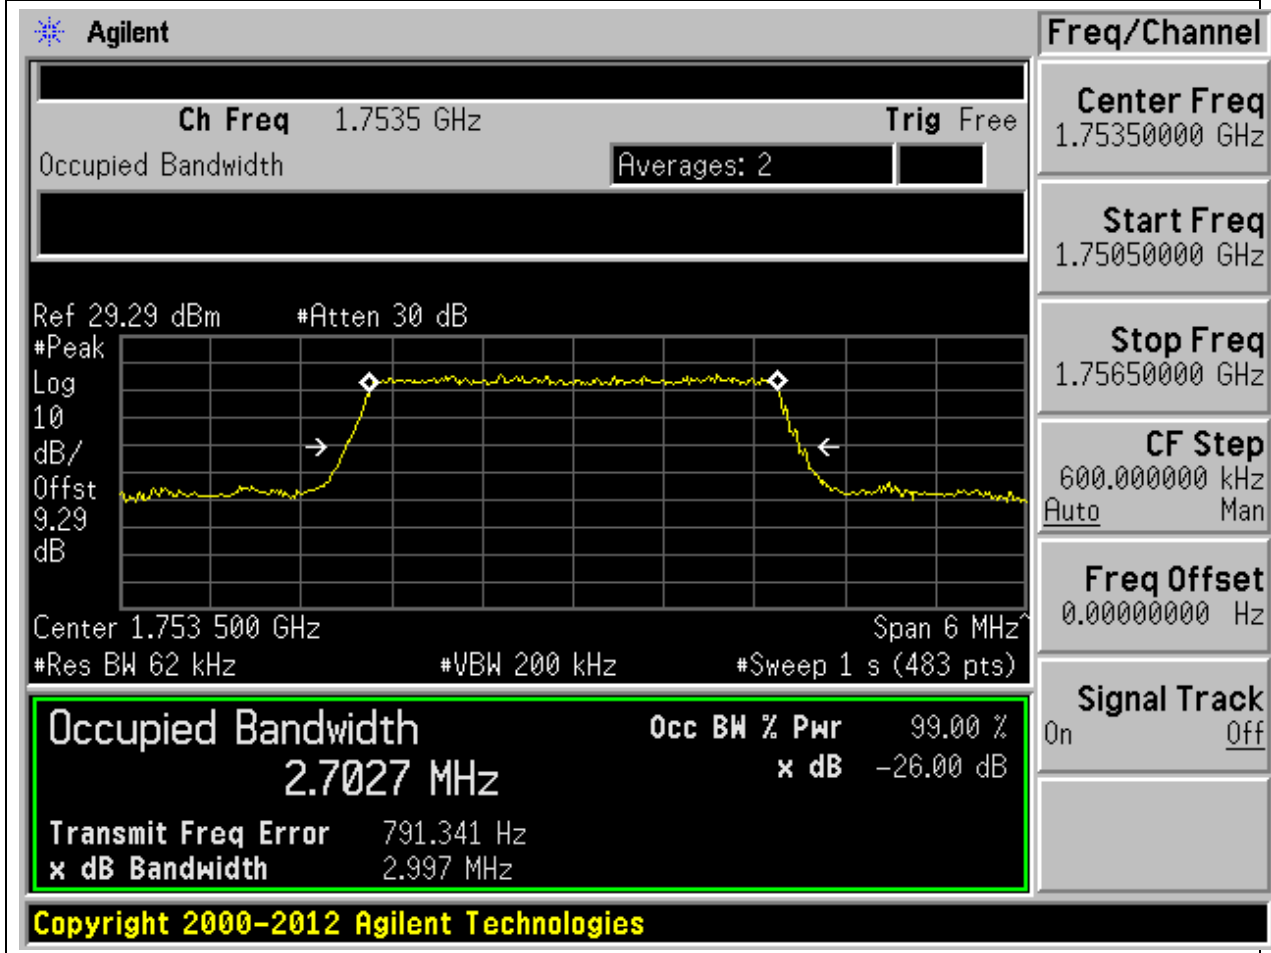 Agilent
Freq/Channel
Ch Freq 1.7535 GHz Trig Free
Occupied Bandwidth Averages: 2
Center Freq
1.75350000 GHz
Start Freq
1.75050000 GHz
Stop Freq
1.75650000 GHz
CF Step
600.000000 kHz
Auto Man
Freq Offset
0.00000000 Hz
Signal Track
On Off
Ref 29.29 dBm #Atten 30 dB
#Peak
Log
10
dB/
Offst
9.29
dB
Center 1.753 500 GHz Span 6 MHz^
#Res BW 62 kHz #VBW 200 kHz #Sweep 1 s (483 pts)
Occupied Bandwidth Occ BW % Pwr 99.00 %
2.7027 MHz x dB -26.00 dB
Transmit Freq Error 791.341 Hz
x dB Bandwidth 2.997 MHz
Copyright 2000-2012 Agilent Technologies